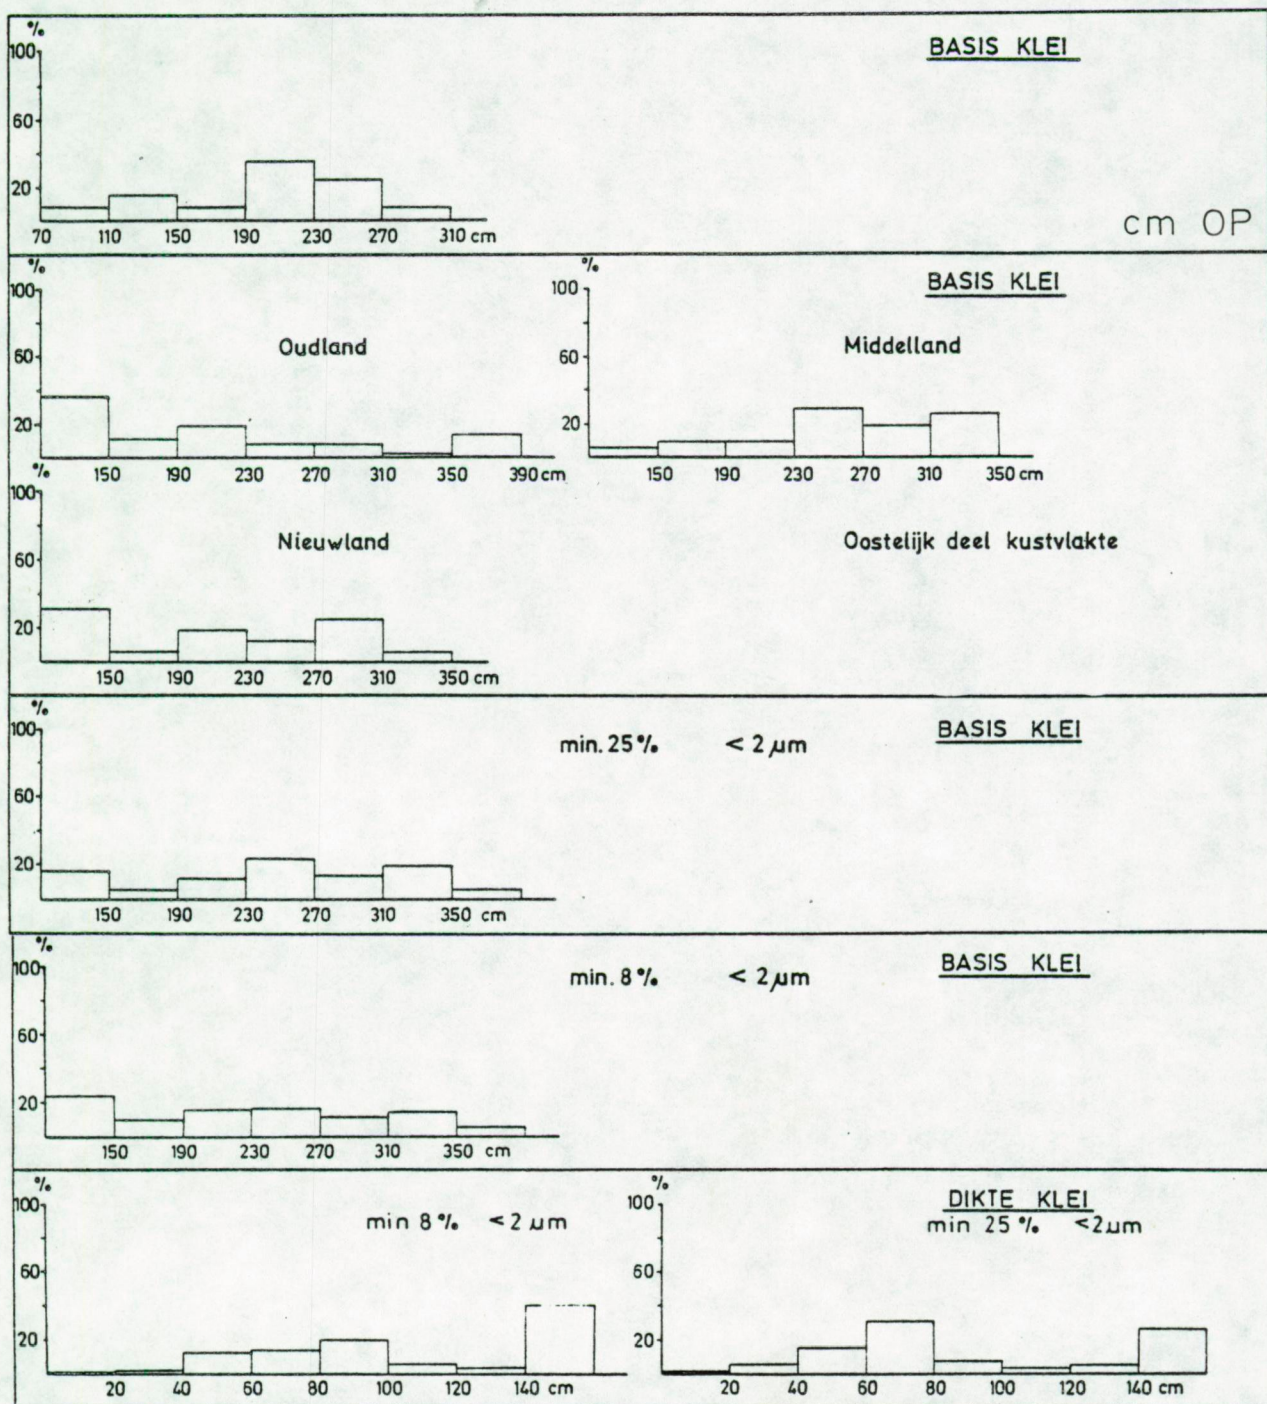 %
BASIS KLEI
100
60
20
70 110 150 190 230 270 310 cm
cm OP
% %
BASIS KLEI
100 100
Oudland Middelland
60 60
20 20
150 190 230 270 310 350 390 cm 150 190 230 270 310 350 cm
%
100
Nieuwland Oostelijk deel kustvlakte
60
20
150 190 230 270 310 350 cm
%
100
BASIS KLEI
min. 25 % < 2 µm
60
20
150 190 230 270 310 350 cm
%
100
BASIS KLEI
min. 8 % < 2 µm
60
20
150 190 230 270 310 350 cm
% %
100 100
DIKTE KLEI
min 8 % < 2 µm min 25 % <2µm
60 60
20 20
20 40 60 80 100 120 140 cm 20 40 60 80 100 120 140 cm